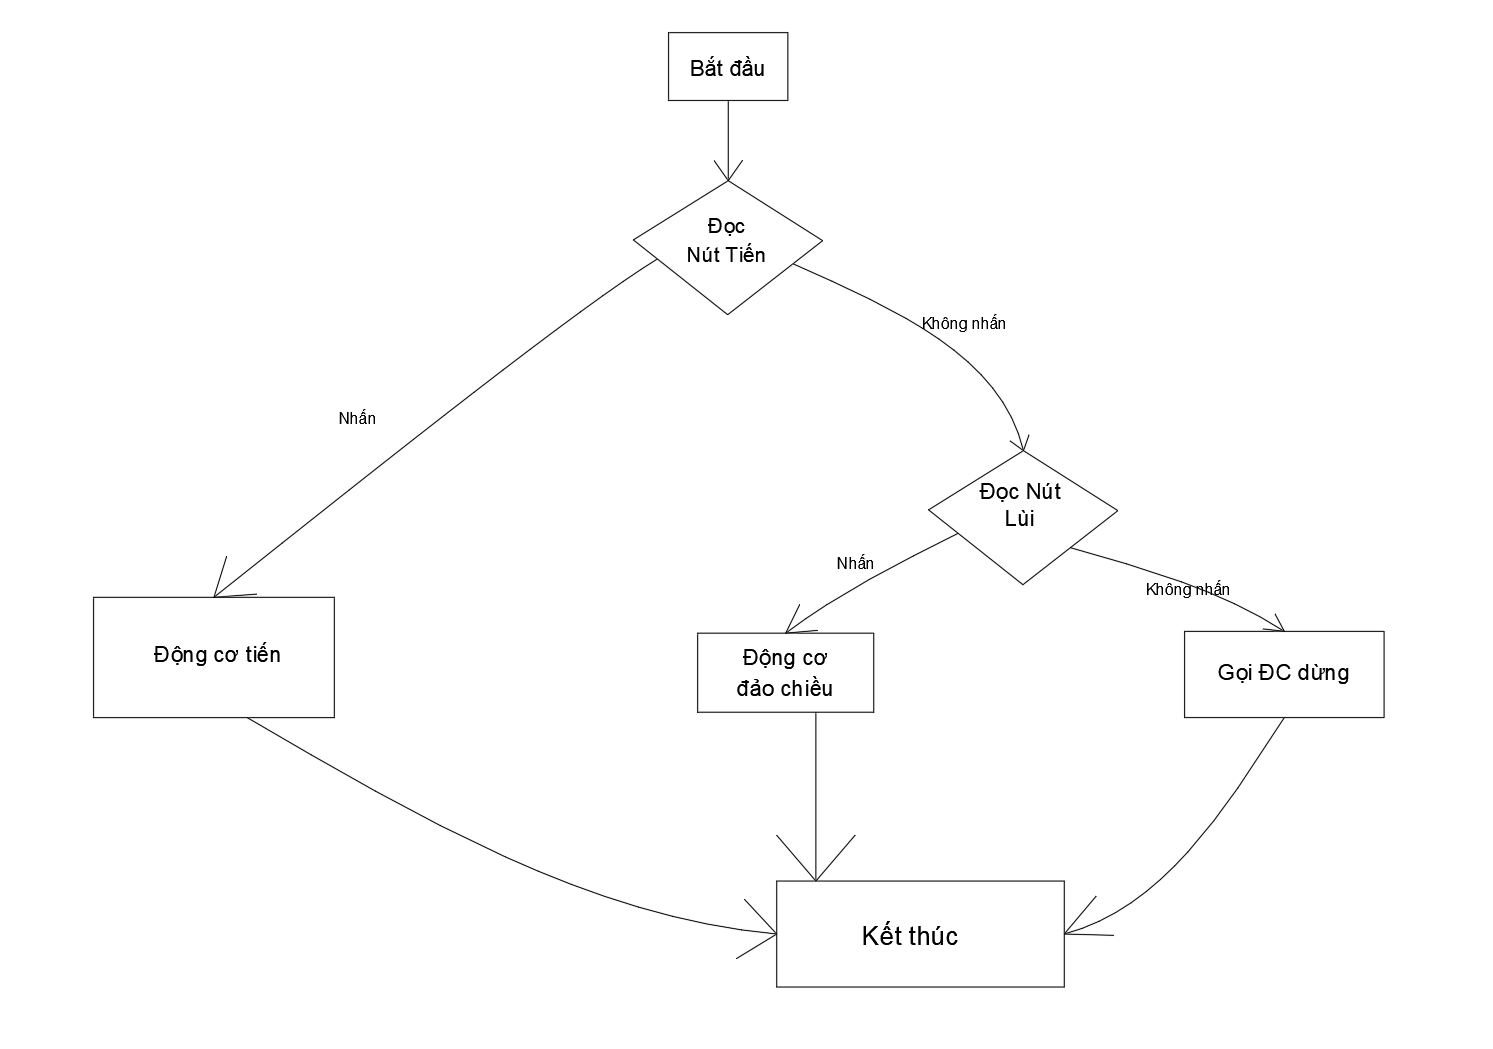 Bắt đầu
Đọc
Nút Tiến
Không nhấn
Nhấn
Đọc Nút
Lùi
Nhấn
Không nhấn
Động cơ tiến
Động cơ
đảo chiều
Gọi ĐC dừng
Kết thúc